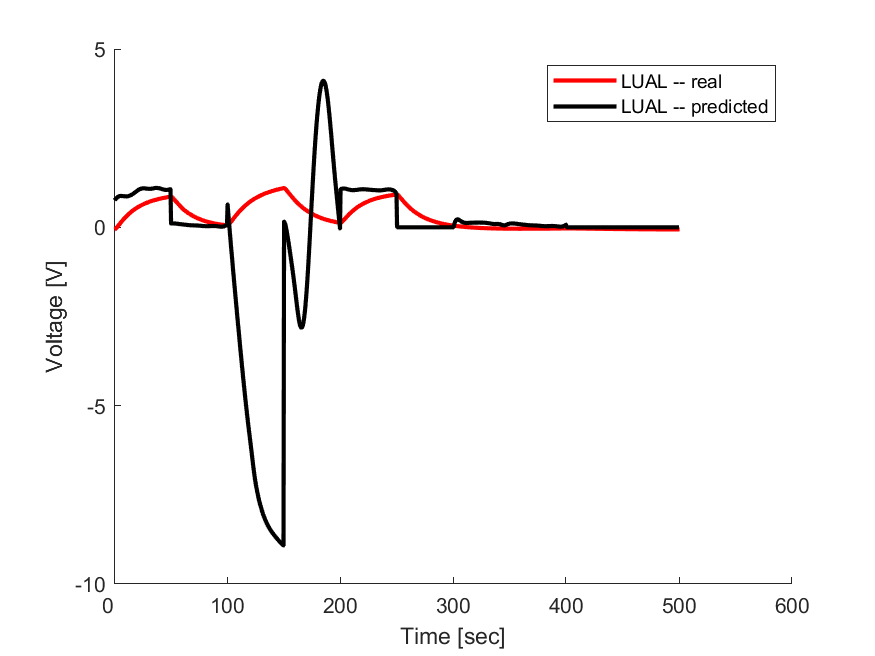 5
0
-5
-10
Voltage [V]
LUAL -- real
LUAL -- predicted
0 100 200 300 400 500 600
Time [sec]